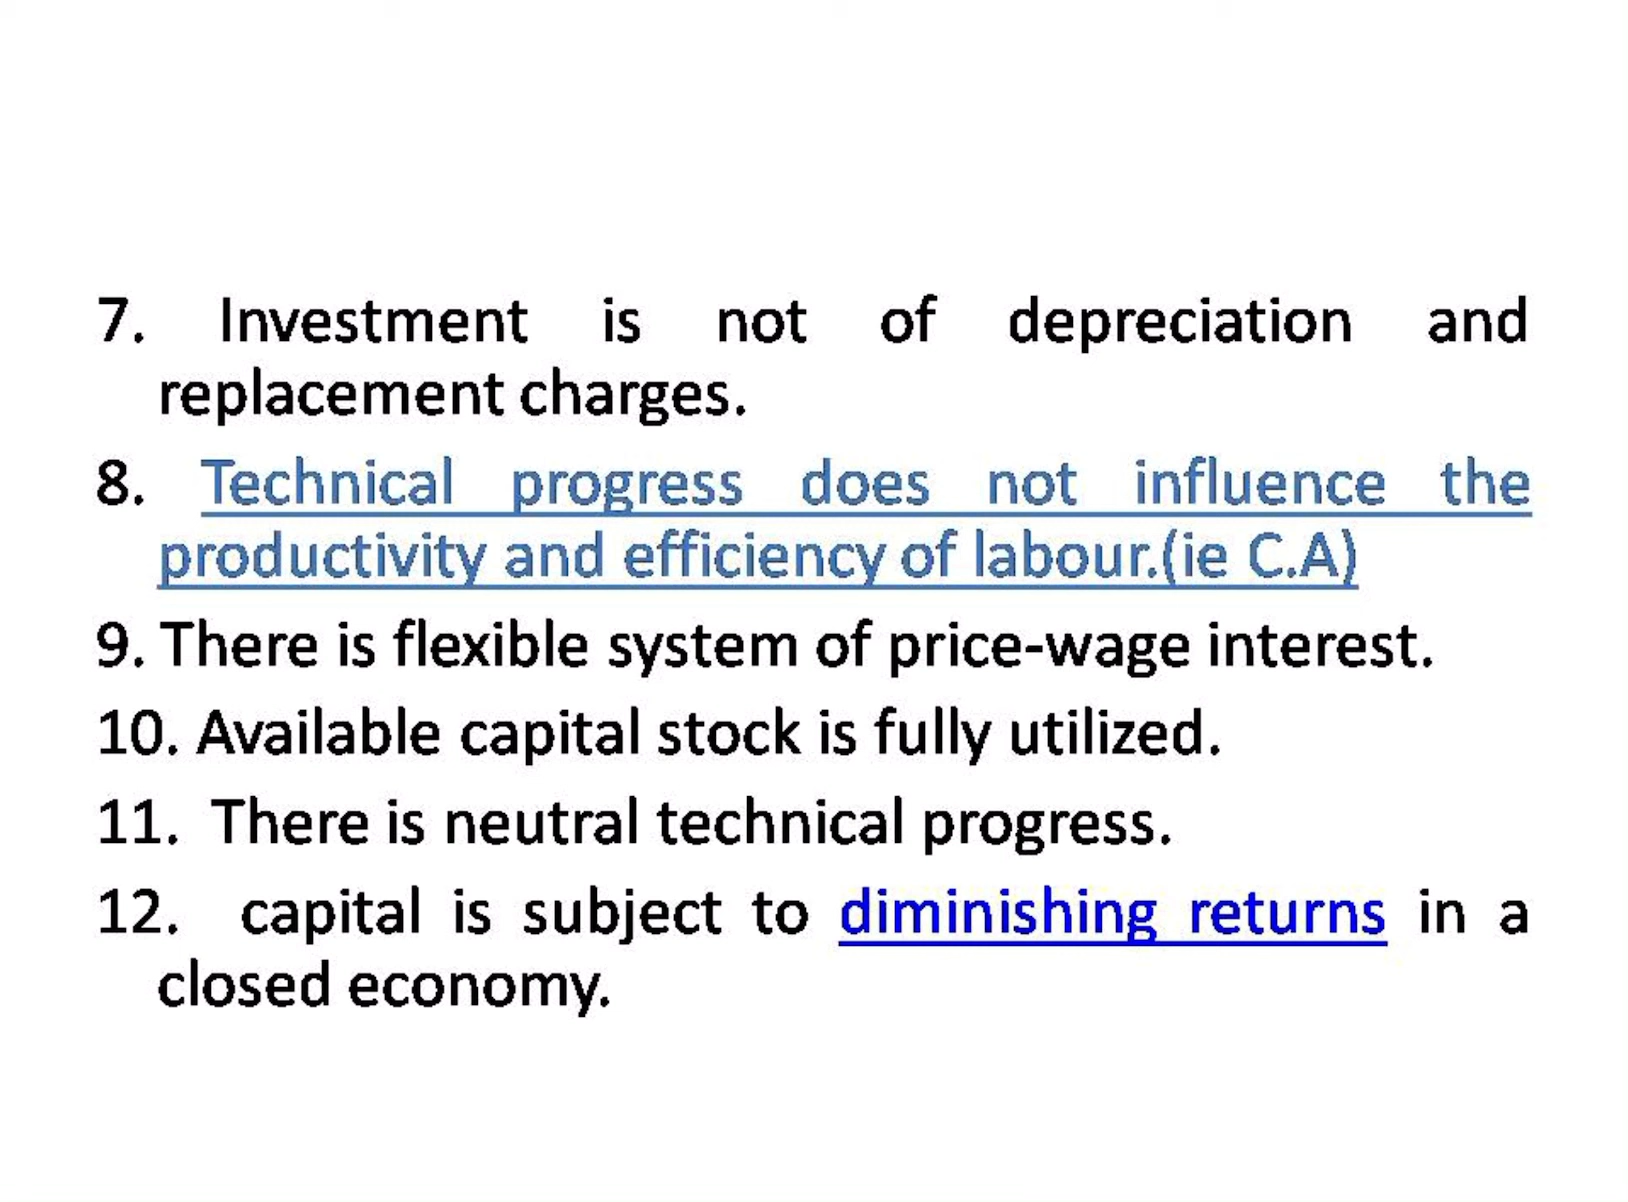 7. Investment is not of depreciation and
replacement charges.
8. Technical progress does not influence the
productivity and efficiency of labour.(ie C.A)
9. There is flexible system of price-wage interest.
10. Available capital stock is fully utilized.
11. There is neutral technical progress.
12. capital is subject to diminishing returns in a
closed economy.